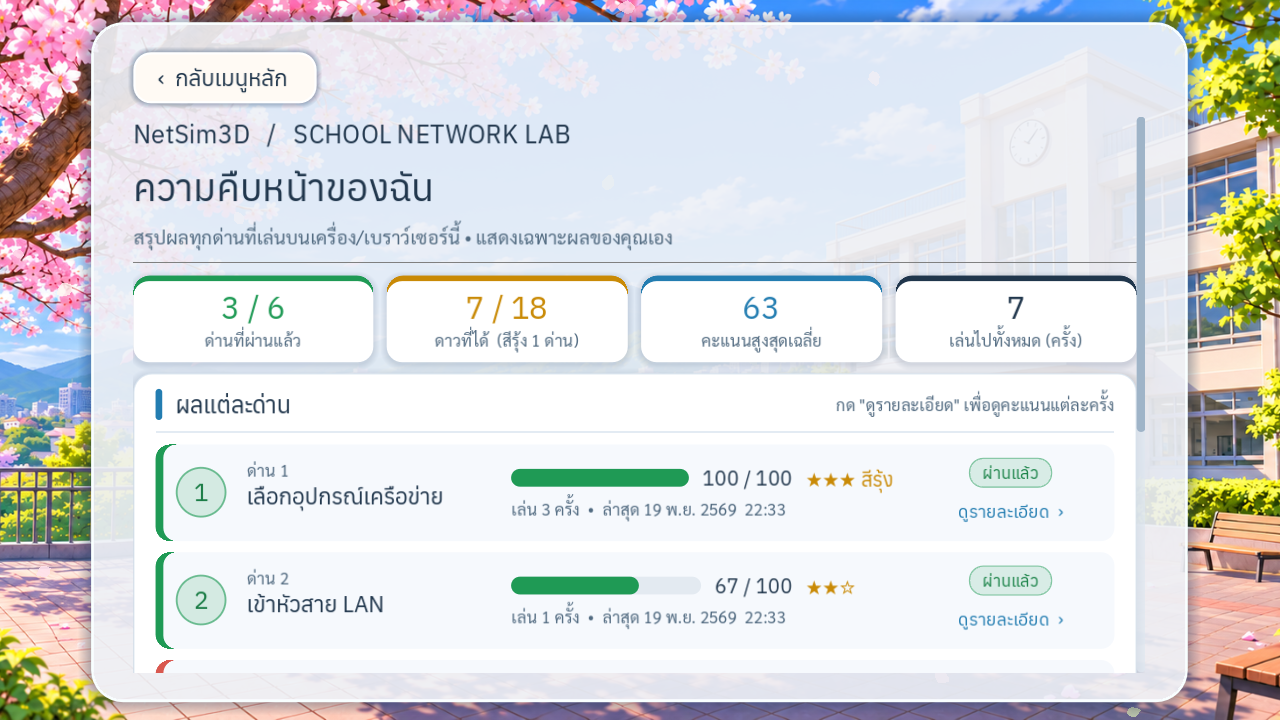 ‹ กลับเมนูหลัก
NetSim3D / SCHOOL NETWORK LAB
ความคืบหน้าของฉัน
สรุปผลทุกด่านที่เล่นบนเครื่อง/เบราว์เซอร์นี้ • แสดงเฉพาะผลของคุณเอง
3 / 6
ด่านที่ผ่านแล้ว
7 / 18
ดาวที่ได้ (สีรุ้ง 1 ด่าน)
63
คะแนนสูงสุดเฉลี่ย
7
เล่นไปทั้งหมด (ครั้ง)
ผลแต่ละด่าน
กด "ดูรายละเอียด" เพื่อดูคะแนนแต่ละครั้ง
1
ด่าน 1
เลือกอุปกรณ์เครือข่าย
100 / 100 ★★★ สีรุ้ง
เล่น 3 ครั้ง • ล่าสุด 19 พ.ย. 2569 22:33
ผ่านแล้ว
ดูรายละเอียด ›
2
ด่าน 2
เข้าหัวสาย LAN
67 / 100 ★★☆
เล่น 1 ครั้ง • ล่าสุด 19 พ.ย. 2569 22:33
ผ่านแล้ว
ดูรายละเอียด ›